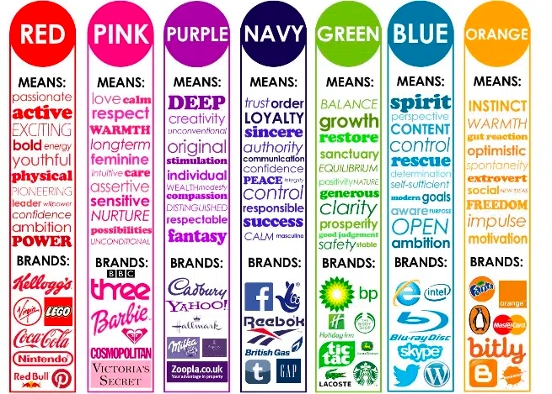 RED
MEANS:
passionate
active
EXCITING
bold energy
youthful
physical
PIONEERING
leader willpower
confidence
ambition
POWER
BRANDS:
Kellogg's
Virgin LEGO
Coca Cola
Nintendo
Red Bull
PINK
MEANS:
love calm
respect
WARMTH
longterm
feminine
intuitive care
assertive
sensitive
NURTURE
possibilities
UNCONDITIONAL
BRANDS:
BBC
three
Barbie
COSMOPOLITAN
VICTORIA'S
SECRET
PURPLE
MEANS:
DEEP
creativity
unconventional
original
stimulation
individual
WEALTH modesty
compassion
DISTINGUISHED
respectable
fantasy
BRANDS:
Cadbury
YAHOO!
Hallmark
Milka
Zoopla.co.uk
Your advantage in property
NAVY
MEANS:
trust order
LOYALTY
sincere
authority
communication
confidence
PEACE integrity
control
responsible
success
CALM masculine
BRANDS:
f
Reebok
British Gas
t GAP
GREEN
MEANS:
BALANCE
growth
restore
sanctuary
EQUILIBRIUM
positivity NATURE
generous
clarity
prosperity
good judgement
safety stable
BRANDS:
bp
Holiday Inn
tic
tac
LACOSTE
BLUE
MEANS:
spirit
perspective
CONTENT
control
rescue
determination
self-sufficient
modern goals
aware PURPOSE
OPEN
ambition
BRANDS:
e intel
Blu-ray Disc
skype
W
ORANGE
MEANS:
INSTINCT
WARMTH
gut reaction
optimistic
spontaneity
extrovert
social NEW IDEAS
FREEDOM
impulse
motivation
BRANDS:
Fanta orange
MasterCard
bitly
B